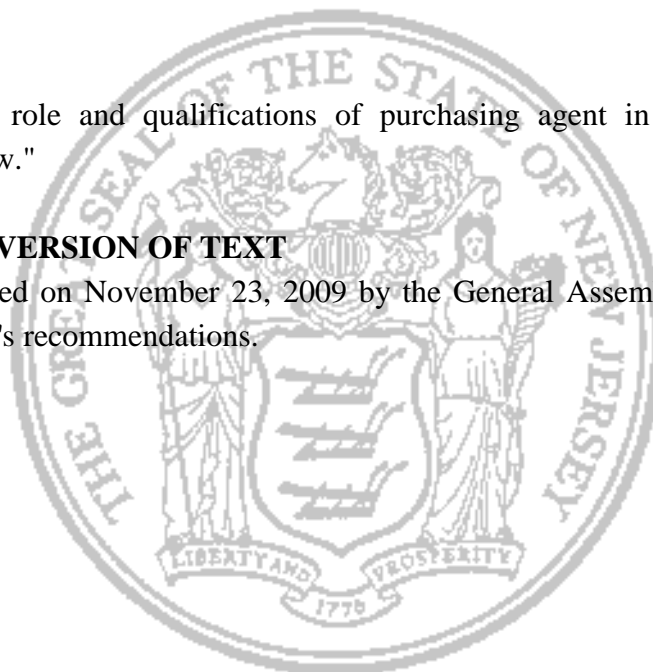 role and qualifications of purchasing agent in
w."
VERSION OF TEXT
ed on November 23, 2009 by the General Assem
's recommendations.
THE GREAT SEAL OF THE STATE OF NEW JERSEY
LIBERTY AND PROSPERITY
1776